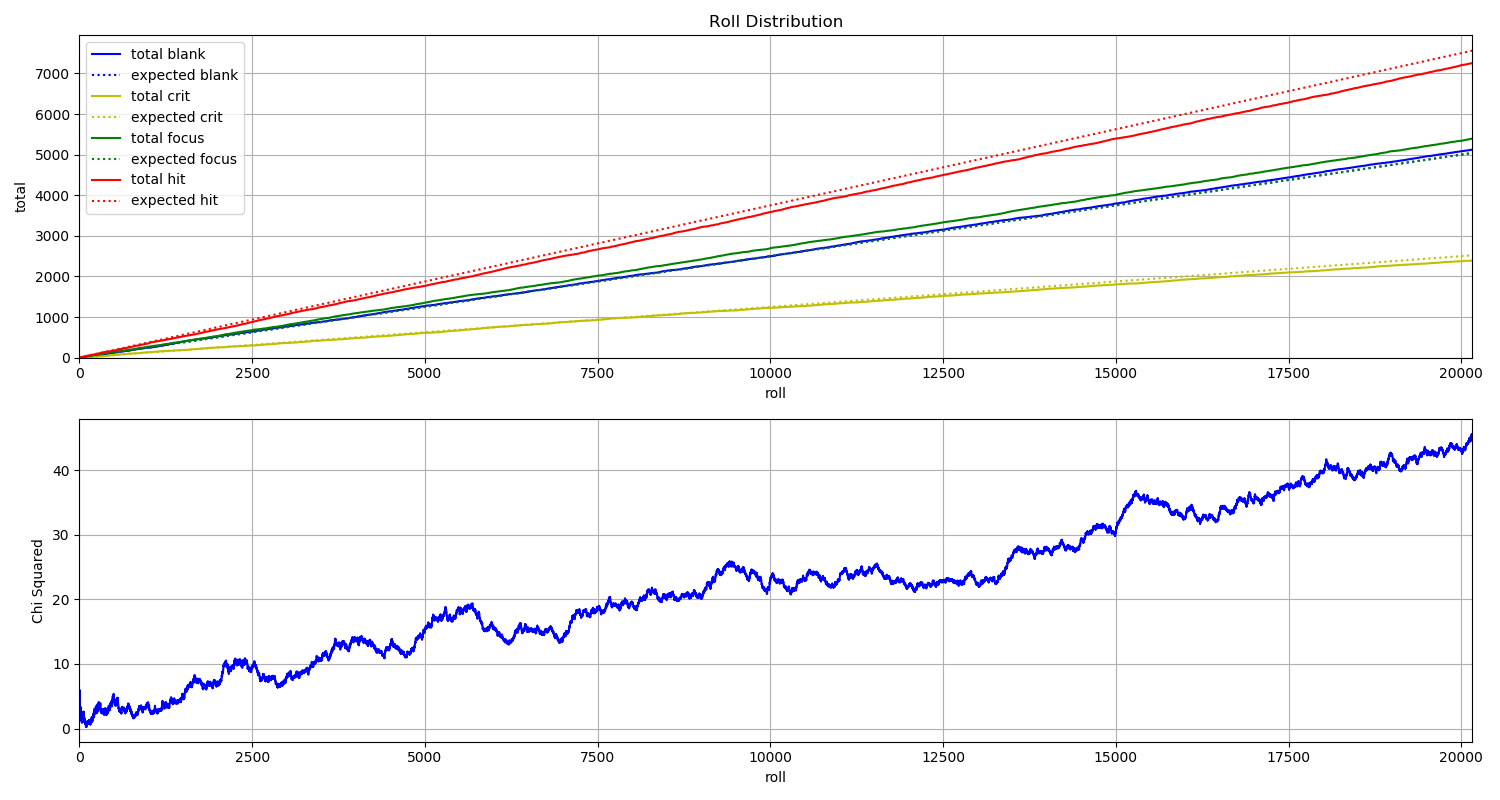 Roll Distribution
total blank
expected blank
total crit
expected crit
total focus
expected focus
total hit
expected hit
total
7000
6000
5000
4000
3000
2000
1000
0
0 2500 5000 7500 10000 12500 15000 17500 20000
roll
Chi Squared
40
30
20
10
0
0 2500 5000 7500 10000 12500 15000 17500 20000
roll